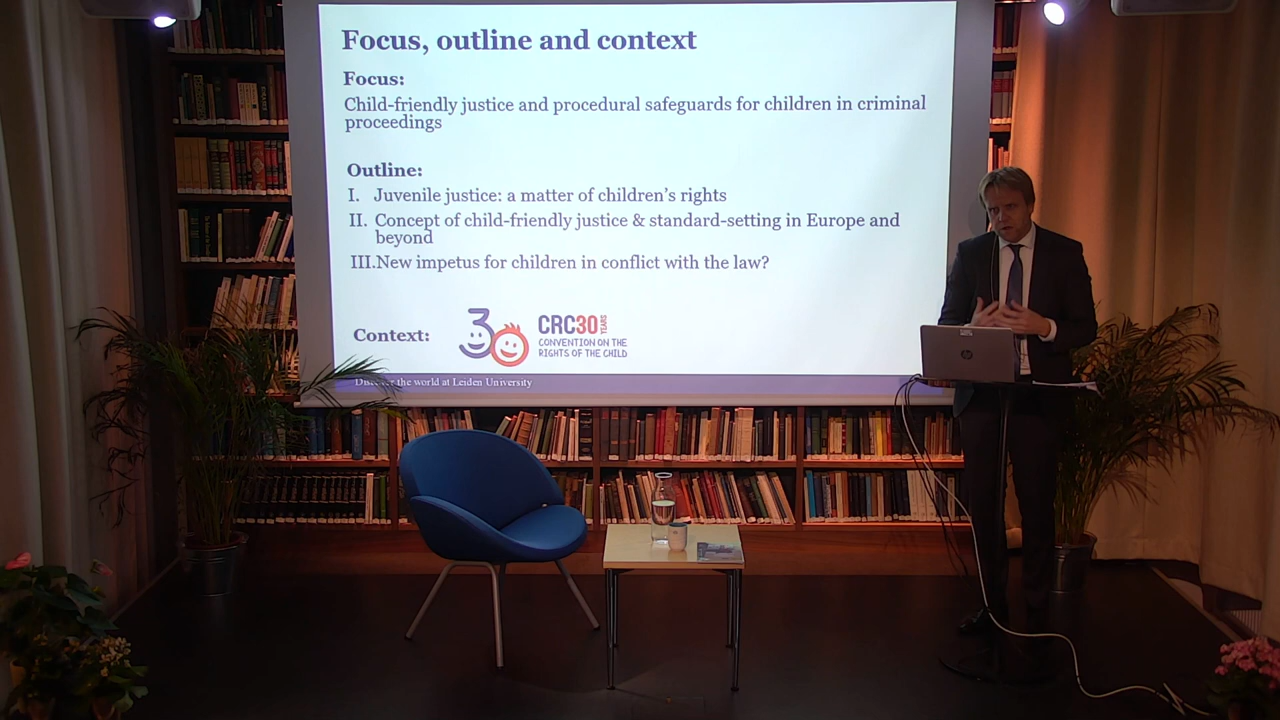 Focus, outline and context
Focus:
Child-friendly justice and procedural safeguards for children in criminal
proceedings
Outline:
I. Juvenile justice: a matter of children's rights
II. Concept of child-friendly justice & standard-setting in Europe and
beyond
III.New impetus for children in conflict with the law?
Context:
30
CRC30 YEARS
CONVENTION ON THE
RIGHTS OF THE CHILD
Discover the world at Leiden University
hp